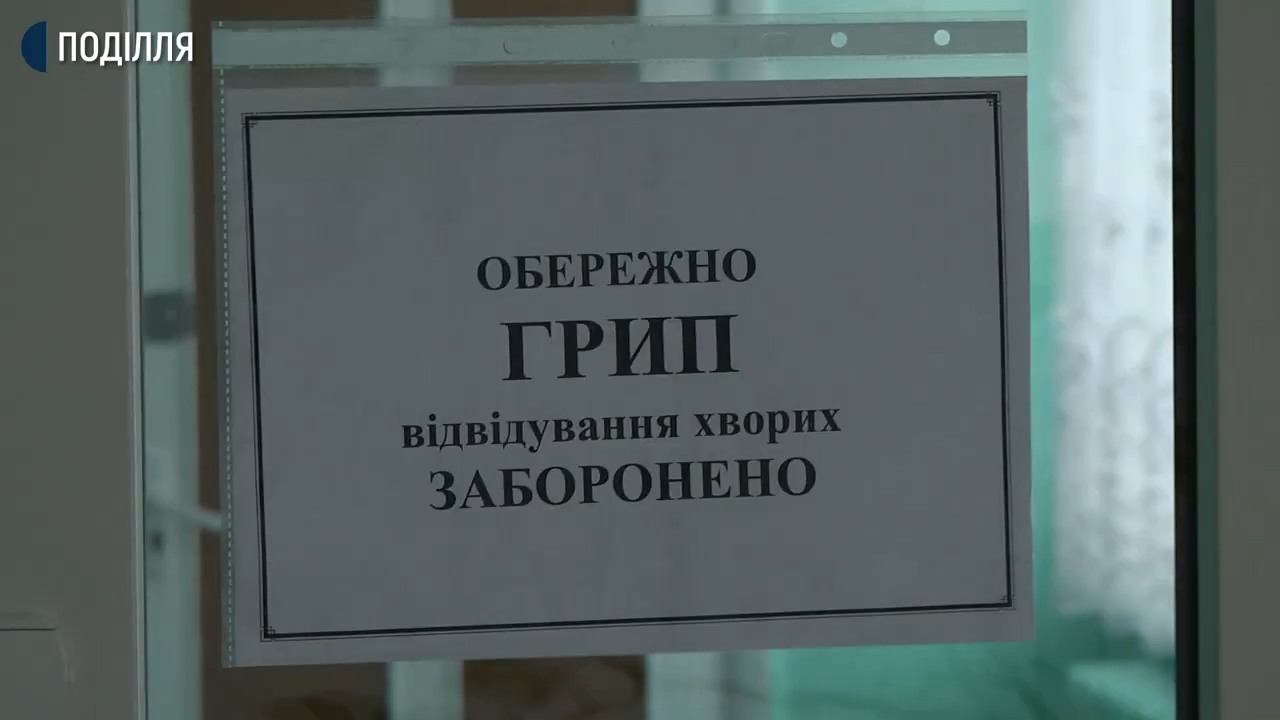 ПОДІЛЛЯ
ОБЕРЕЖНО
ГРИП
відвідування хворих
ЗАБОРОНЕНО